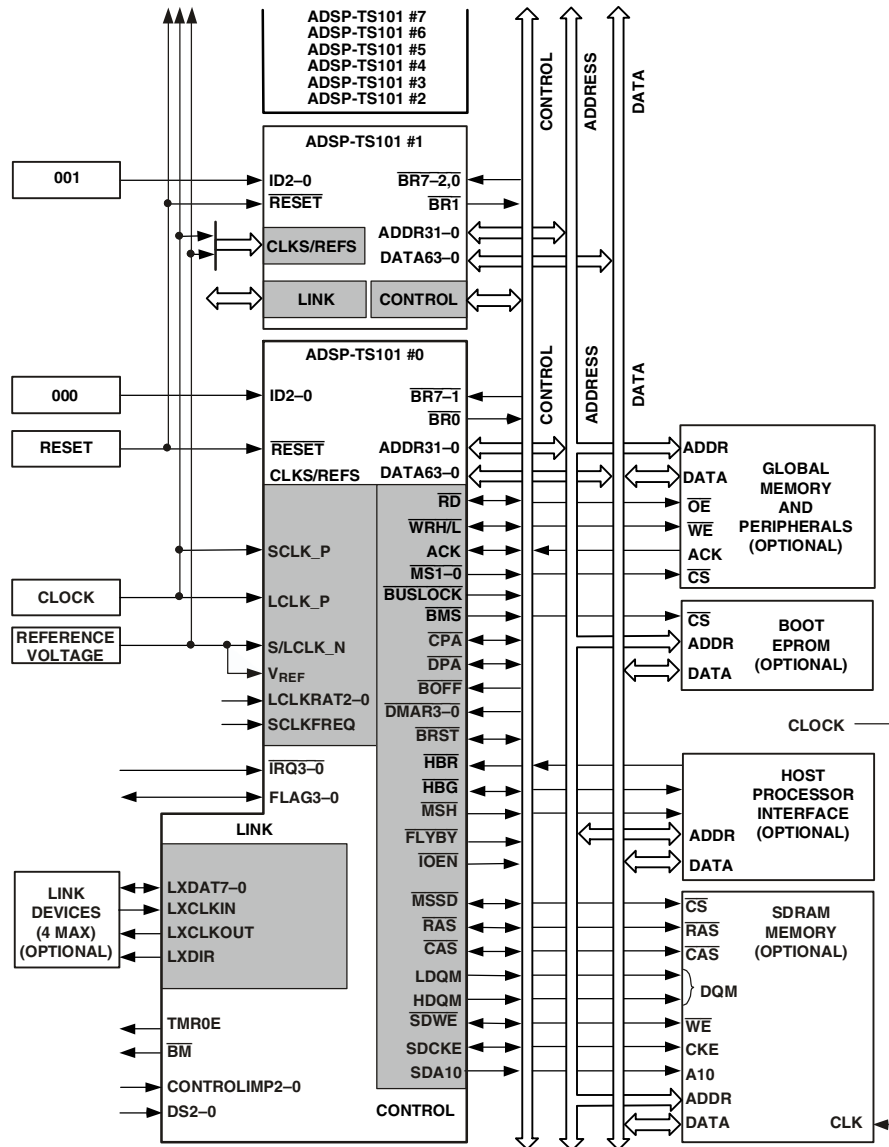 ADSP-TS101 #7
ADSP-TS101 #6
ADSP-TS101 #5
ADSP-TS101 #4
ADSP-TS101 #3
ADSP-TS101 #2
CONTROL
ADDRESS
DATA
ADSP-TS101 #1
001
ID2–0
BR7–2,0
RESET
BR1
ADDR31–0
CLKS/REFS
DATA63–0
LINK
CONTROL
ADSP-TS101 #0
CONTROL
ADDRESS
DATA
000
ID2–0
BR7–1
BR0
RESET
RESET
ADDR31–0
CLKS/REFS
DATA63–0
ADDR
DATA
OE
WE
ACK
CS
GLOBAL
MEMORY
AND
PERIPHERALS
(OPTIONAL)
RD
WRH/L
ACK
MS1–0
BUSLOCK
BMS
CPA
DPA
BOFF
DMAR3–0
BRST
HBR
HBG
MSH
FLYBY
IOEN
MSSD
RAS
CAS
LDQM
HDQM
SDWE
SDCKE
SDA10
CONTROL
SCLK_P
CLOCK
LCLK_P
REFERENCE
VOLTAGE
S/LCLK_N
VREF
LCLKRAT2–0
SCLKFREQ
IRQ3–0
FLAG3–0
LINK
LINK
DEVICES
(4 MAX)
(OPTIONAL)
LXDAT7–0
LXCLKIN
LXCLKOUT
LXDIR
TMR0E
BM
CONTROLIMP2–0
DS2–0
CS
ADDR
DATA
BOOT
EPROM
(OPTIONAL)
CLOCK
HOST
PROCESSOR
INTERFACE
(OPTIONAL)
ADDR
DATA
SDRAM
MEMORY
(OPTIONAL)
CS
RAS
CAS
DQM
WE
CKE
A10
ADDR
DATA
CLK